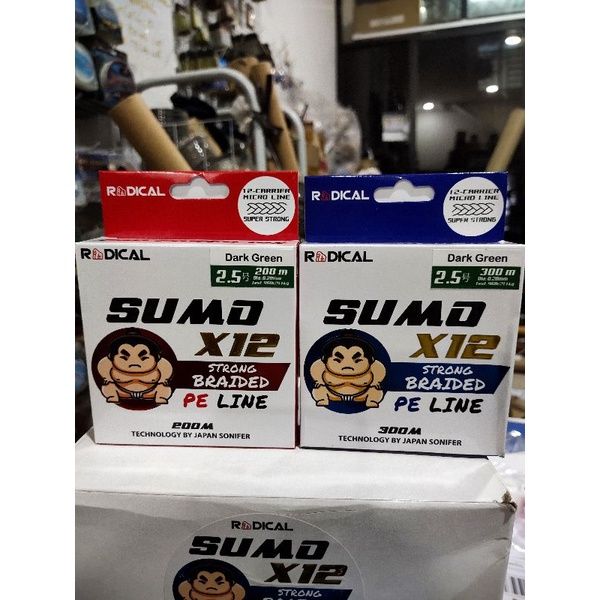 RADICAL
12-CARRIER
MICRO LINE
SUPER STRONG
RADICAL
Dark Green
2.5号
200 m
SUMO
X12
STRONG
BRAIDED
PE LINE
200M
TECHNOLOGY BY JAPAN SONIFER
RADICAL
12-CARRIER
MICRO LINE
SUPER STRONG
RADICAL
Dark Green
2.5号
300 m
SUMO
X12
STRONG
BRAIDED
PE LINE
300M
TECHNOLOGY BY JAPAN SONIFER
RADICAL
SUMO
X12
STRONG
BRAIDED